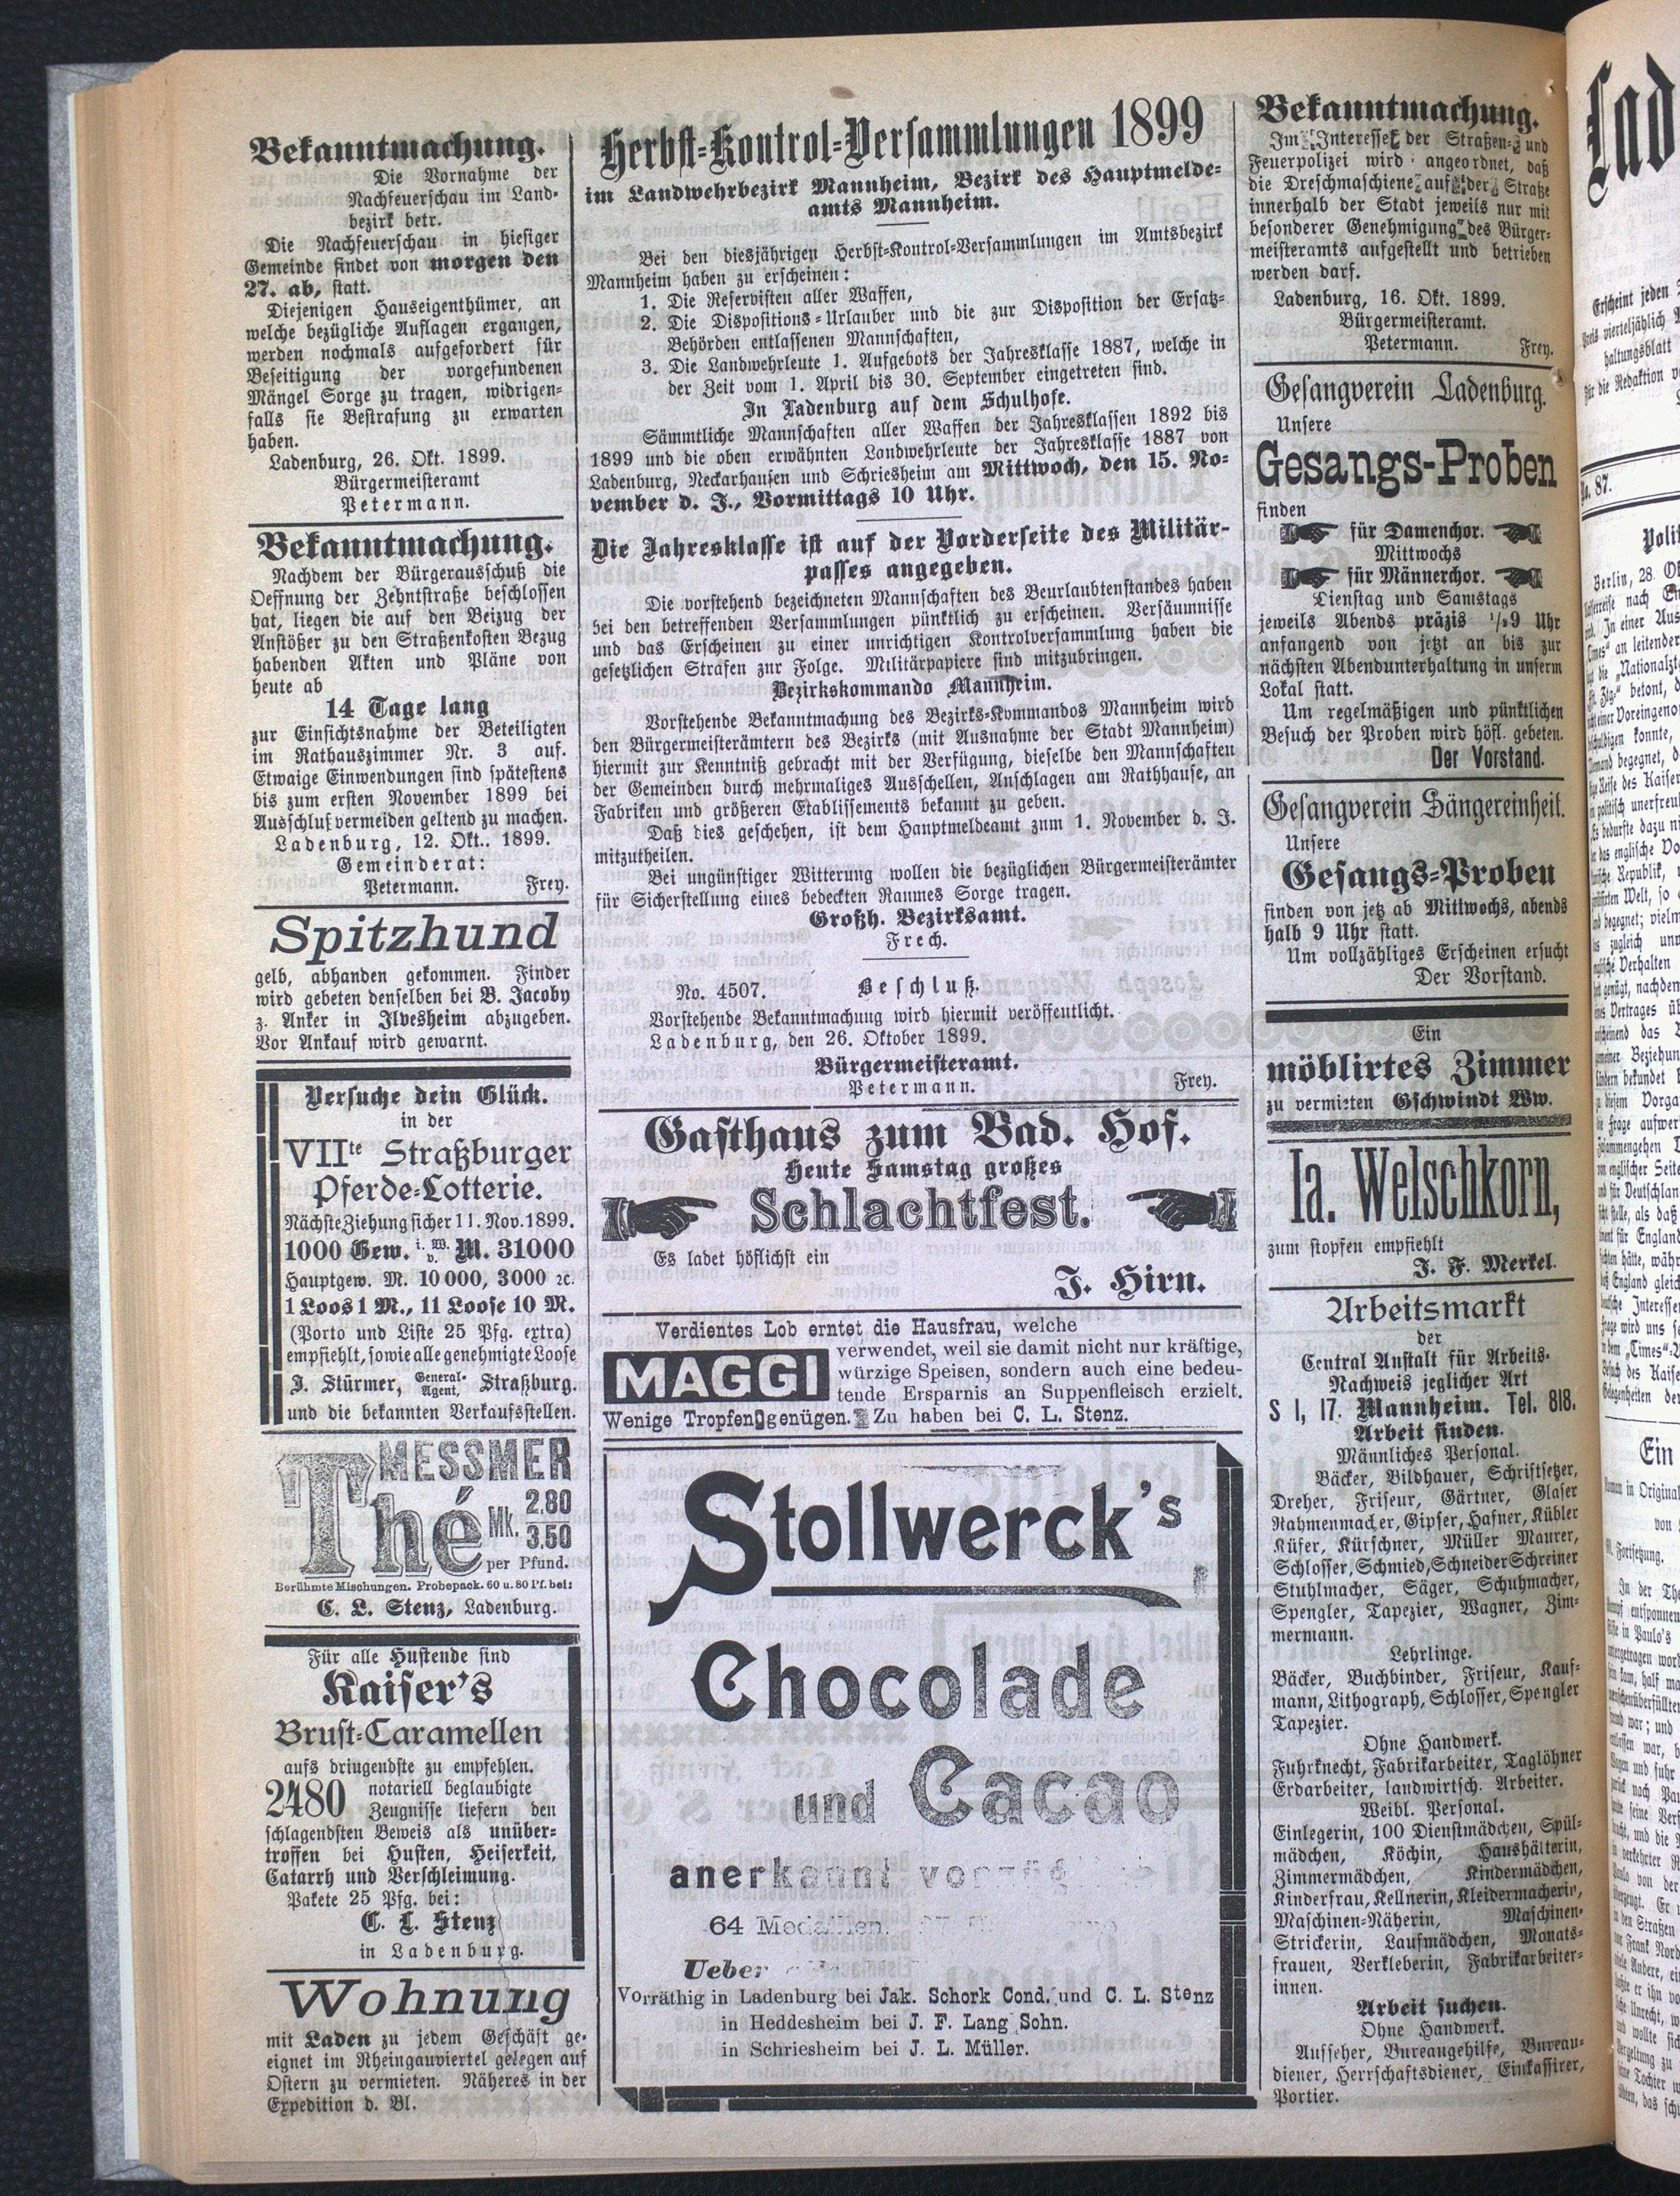 Bekanntmachung.
Die Vornahme der
Nachfeuerschau im Land-
bezirk betr.
Die Nachfeuerschau in hiesiger
Gemeinde findet von morgen den
27. ab, statt.
Diejenigen Hauseigenthümer, an
welche bezügliche Auflagen ergangen,
werden nochmals aufgefordert für
Beseitigung der vorgefundenen
Mängel Sorge zu tragen, widrigen-
falls sie Bestrafung zu erwarten
haben.
Ladenburg, 26. Okt. 1899.
Bürgermeisteramt
Petermann.
Bekanntmachung.
Nachdem der Bürgerausschuß die
Oeffnung der Zehntstraße beschlossen
hat, liegen die auf den Beizug der
Anstößer zu den Straßenkosten Bezug
habenden Akten und Pläne von
heute ab
14 Tage lang
zur Einsichtsnahme der Beteiligten
im Rathauszimmer Nr. 3 auf.
Etwaige Einwendungen sind spätestens
bis zum ersten November 1899 bei
Ausschluß vermeiden geltend zu machen.
Ladenburg, 12. Okt.. 1899.
Gemeinderat:
Petermann. Frey.
Spitzhund
gelb, abhanden gekommen. Finder
wird gebeten denselben bei B. Jacoby
z. Anker in Ilvesheim abzugeben.
Vor Ankauf wird gewarnt.
Versuche dein Glück.
in der
VIIte Straßburger
Pferde-Lotterie.
Nächste Ziehung sicher 11. Nov. 1899.
1000 Gew. i. W. v. M. 31000
Hauptgew. M. 10 000, 3000 ꝛc.
1 Loos 1 M., 11 Loose 10 M.
(Porto und Liste 25 Pfg. extra)
empfiehlt, sowie alle genehmigte Loose
J. Stürmer, General-Agent, Straßburg.
und die bekannten Verkaufsstellen.
MESSMER
Thé Mk. 2.80
3.50
per Pfund.
Berühmte Mischungen. Probepack. 60 u. 80 Pf. bei:
C. L. Stenz, Ladenburg.
Für alle Hustende sind
Kaiser's
Brust-Caramellen
aufs dringendste zu empfehlen.
2480 notariell beglaubigte
Zeugnisse liefern den
schlagendsten Beweis als unüber-
troffen bei Husten, Heiserkeit,
Catarrh und Verschleimung.
Pakete 25 Pfg. bei:
C. L. Stenz
in Ladenburg.
Wohnung
mit Laden zu jedem Geschäft ge-
eignet im Rheingauviertel gelegen auf
Ostern zu vermieten. Näheres in der
Expedition d. Bl.
Herbst-Kontrol-Versammlungen 1899
im Landwehrbezirk Mannheim, Bezirk des Hauptmelde-
amts Mannheim.
Bei den diesjährigen Herbst-Kontrol-Versammlungen im Amtsbezirk
Mannheim haben zu erscheinen:
1. Die Reservisten aller Waffen,
2. Die Dispositions-Urlauber und die zur Disposition der Ersatz-
Behörden entlassenen Mannschaften,
3. Die Landwehrleute 1. Aufgebots der Jahresklasse 1887, welche in
der Zeit vom 1. April bis 30. September eingetreten sind.
In Ladenburg auf dem Schulhofe.
Sämmtliche Mannschaften aller Waffen der Jahresklassen 1892 bis
1899 und die oben erwähnten Landwehrleute der Jahresklasse 1887 von
Ladenburg, Neckarhausen und Schriesheim am Mittwoch, den 15. No-
vember d. J., Vormittags 10 Uhr.
Die Jahresklasse ist auf der Vorderseite des Militär-
passes angegeben.
Die vorstehend bezeichneten Mannschaften des Beurlaubtenstandes haben
bei den betreffenden Versammlungen pünktlich zu erscheinen. Versäumnisse
und das Erscheinen zu einer unrichtigen Kontrolversammlung haben die
gesetzlichen Strafen zur Folge. Militärpapiere sind mitzubringen.
Bezirkskommando Mannheim.
Vorstehende Bekanntmachung des Bezirks-Kommandos Mannheim wird
den Bürgermeisterämtern des Bezirks (mit Ausnahme der Stadt Mannheim)
hiermit zur Kenntniß gebracht mit der Verfügung, dieselbe den Mannschaften
der Gemeinden durch mehrmaliges Ausschellen, Anschlagen am Rathhause, an
Fabriken und größeren Etablissements bekannt zu geben.
Daß dies geschehen, ist dem Hauptmeldeamt zum 1. November d. J.
mitzutheilen.
Bei ungünstiger Witterung wollen die bezüglichen Bürgermeisterämter
für Sicherstellung eines bedeckten Raumes Sorge tragen.
Großh. Bezirksamt.
Frech.
No. 4507. Beschluß.
Vorstehende Bekanntmachung wird hiermit veröffentlicht.
Ladenburg, den 26. Oktober 1899.
Bürgermeisteramt.
Petermann. Frey.
Gasthaus zum Bad. Hof.
Heute Samstag großes
Schlachtfest.
Es ladet höflichst ein
J. Hirn.
Verdientes Lob erntet die Hausfrau, welche
MAGGI verwendet, weil sie damit nicht nur kräftige,
würzige Speisen, sondern auch eine bedeu-
tende Ersparnis an Suppenfleisch erzielt.
Wenige Tropfen genügen. Zu haben bei C. L. Stenz.
Stollwerck's
Chocolade
und Cacao
anerkannt
64 Medaillen.
Ueber
Vorräthig in Ladenburg bei Jak. Schork Cond. und C. L. Stenz
in Heddesheim bei J. F. Lang Sohn.
in Schriesheim bei J. L. Müller.
Bekanntmachung.
Im Interesse der Straßen- und
Feuerpolizei wird angeordnet, daß
die Dreschmaschiene auf der Straße
innerhalb der Stadt jeweils nur mit
besonderer Genehmigung des Bürger-
meisteramts aufgestellt und betrieben
werden darf.
Ladenburg, 16. Okt. 1899.
Bürgermeisteramt.
Petermann. Frey.
Gesangverein Ladenburg.
Unsere
Gesangs-Proben
finden
für Damenchor.
Mittwochs
für Männerchor.
Dienstag und Samstags
jeweils Abends präzis 1/29 Uhr
anfangend von jetzt an bis zur
nächsten Abendunterhaltung in unserm
Lokal statt.
Um regelmäßigen und pünktlichen
Besuch der Proben wird höfl. gebeten.
Der Vorstand.
Gesangverein Sängereinheit.
Unsere
Gesangs-Proben
finden von jetz ab Mittwochs, abends
halb 9 Uhr statt.
Um vollzähliges Erscheinen ersucht
Der Vorstand.
Ein
möblirtes Zimmer
zu vermieten Gschwindt Ww.
Ia. Welschkorn,
zum stopfen empfiehlt
J. F. Merkel.
Arbeitsmarkt
der
Central Anstalt für Arbeits-
Nachweis jeglicher Art
S 1, 17. Mannheim. Tel. 818.
Arbeit finden.
Männliches Personal.
Bäcker, Bildhauer, Schriftsetzer,
Dreher, Friseur, Gärtner, Glaser
Rahmenmacher, Gipser, Hafner, Kübler
Küfer, Kürschner, Müller Maurer,
Schlosser, Schmied, Schneider Schreiner
Stuhlmacher, Säger, Schuhmacher,
Spengler, Tapezier, Wagner, Zim-
mermann.
Lehrlinge.
Bäcker, Buchbinder, Friseur, Kauf-
mann, Lithograph, Schlosser, Spengler
Tapezier.
Ohne Handwerk.
Fuhrknecht, Fabrikarbeiter, Taglöhner
Erdarbeiter, landwirtsch. Arbeiter.
Weibl. Personal.
Einlegerin, 100 Dienstmädchen, Spül-
mädchen, Köchin, Haushälterin,
Zimmermädchen, Kindermädchen,
Kinderfrau, Kellnerin, Kleidermacherin,
Maschinen-Näherin, Maschinen-
Strickerin, Laufmädchen, Monats-
frauen, Verkleberin, Fabrikarbeiter-
innen.
Arbeit suchen.
Ohne Handwerk.
Aufseher, Bureaugehilfe, Bureau-
diener, Herrschaftsdiener, Einkassirer,
Portier.
Lad
Erscheint jeden
No. 87.
Berlin, 28.
Ein